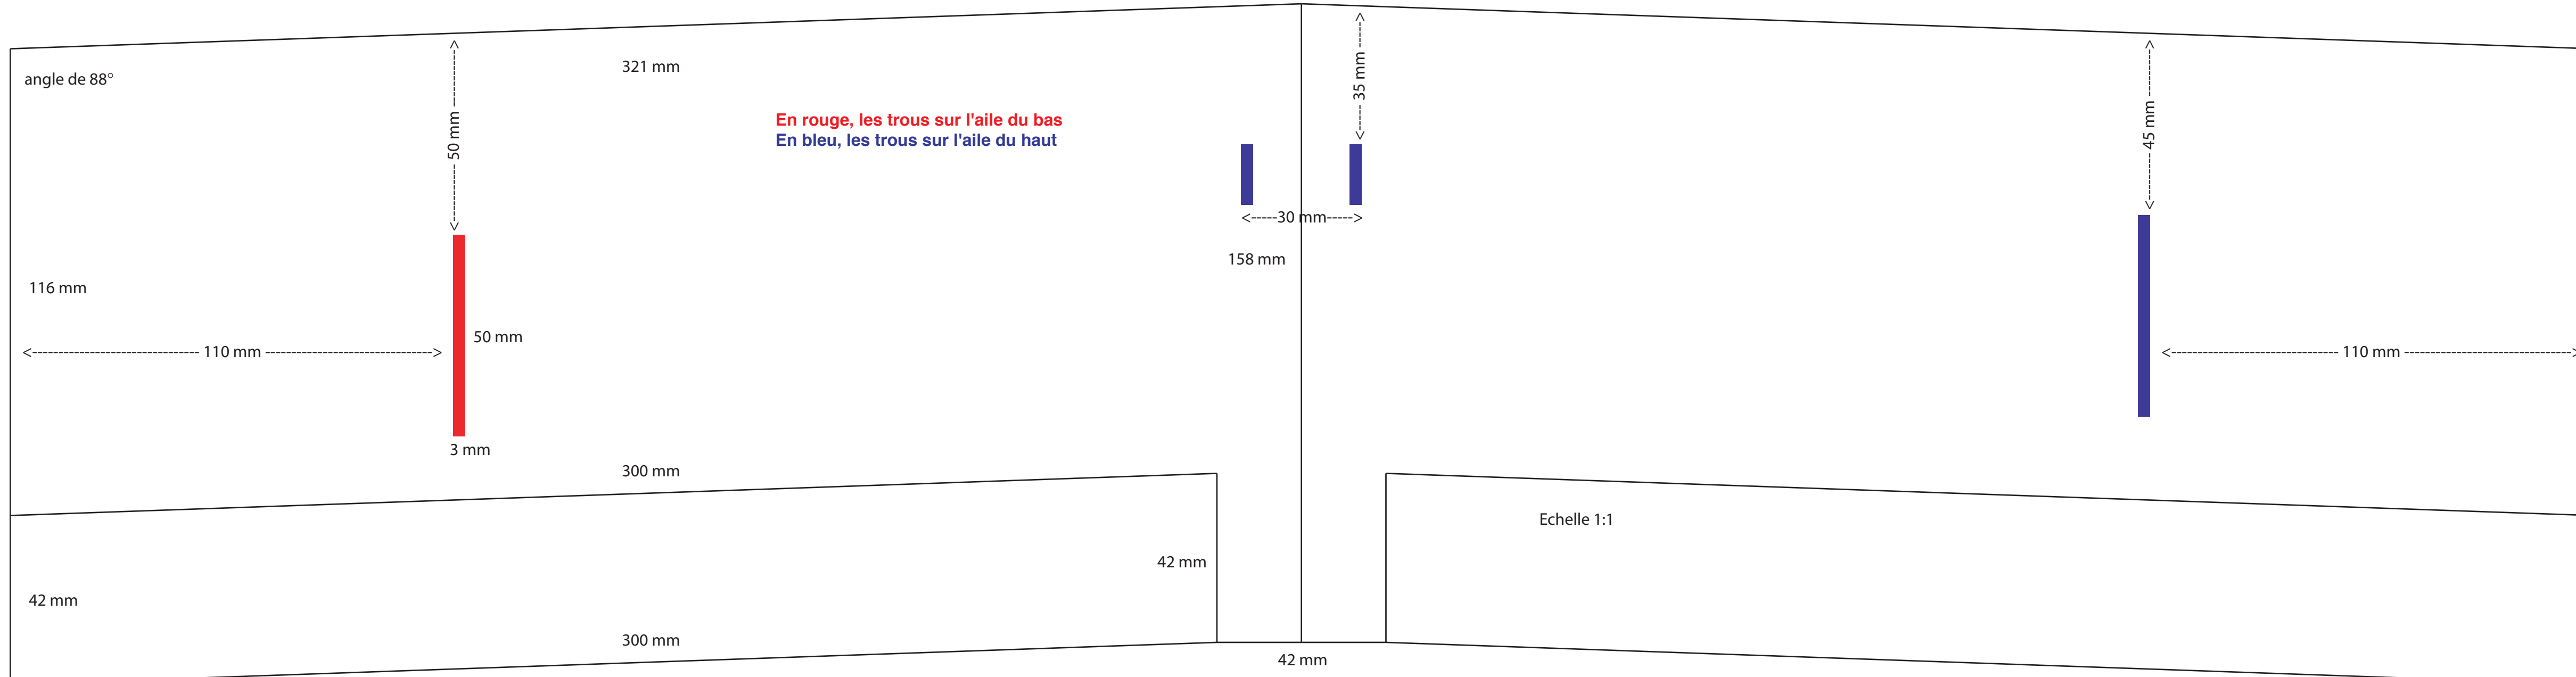 angle de 88°
321 mm
50 mm
35 mm
45 mm
En rouge, les trous sur l'aile du bas
En bleu, les trous sur l'aile du haut
30 mm
158 mm
116 mm
50 mm
110 mm
110 mm
3 mm
300 mm
Echelle 1:1
42 mm
42 mm
300 mm
42 mm